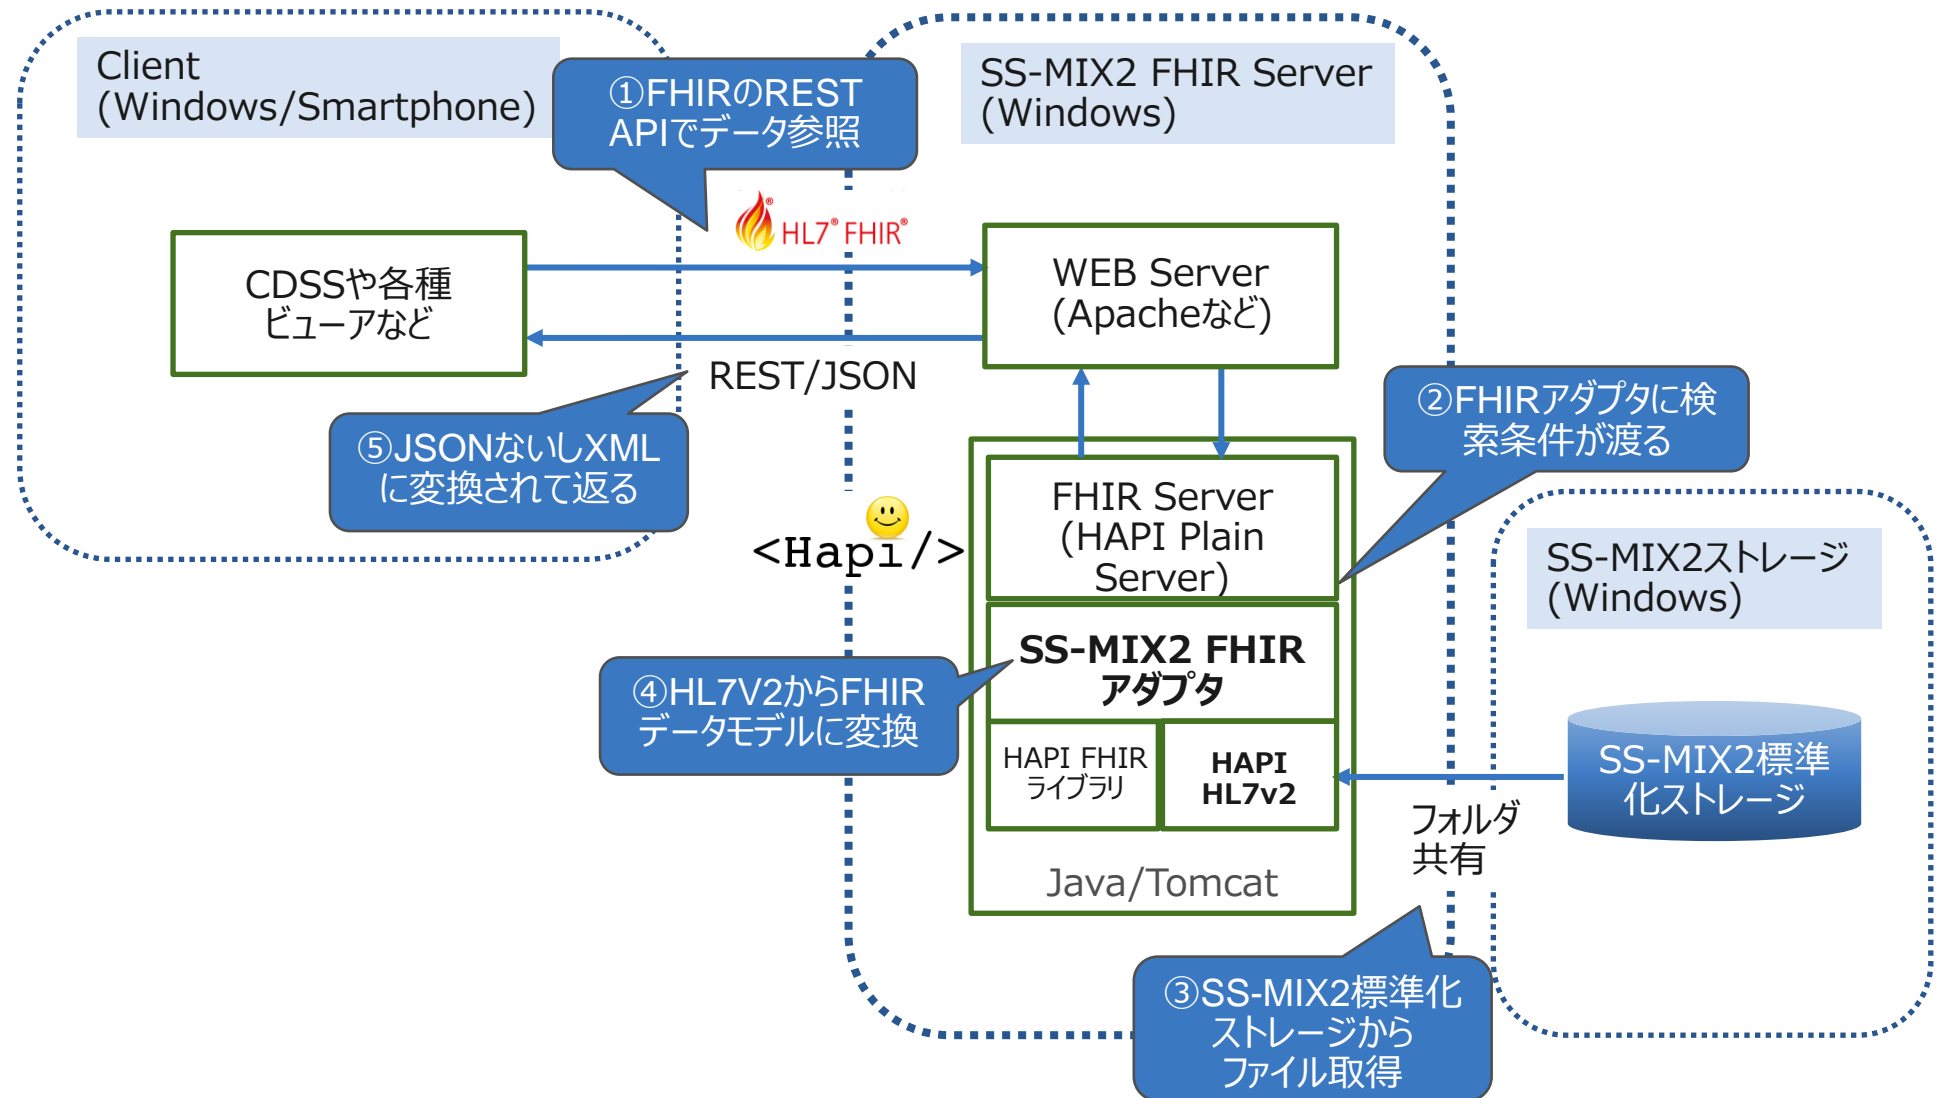 Client
(Windows/Smartphone)
①FHIRのREST
APIでデータ参照
SS-MIX2 FHIR Server
(Windows)
HL7® FHIR®
CDSSや各種
ビューアなど
WEB Server
(Apacheなど)
REST/JSON
②FHIRアダプタに検
索条件が渡る
⑤JSONないしXML
に変換されて返る
<Hapi/>
FHIR Server
(HAPI Plain
Server)
SS-MIX2ストレージ
(Windows)
SS-MIX2 FHIR
アダプタ
④HL7V2からFHIR
データモデルに変換
HAPI FHIR
ライブラリ
HAPI
HL7v2
SS-MIX2標準
化ストレージ
フォルダ
共有
Java/Tomcat
③SS-MIX2標準化
ストレージから
ファイル取得